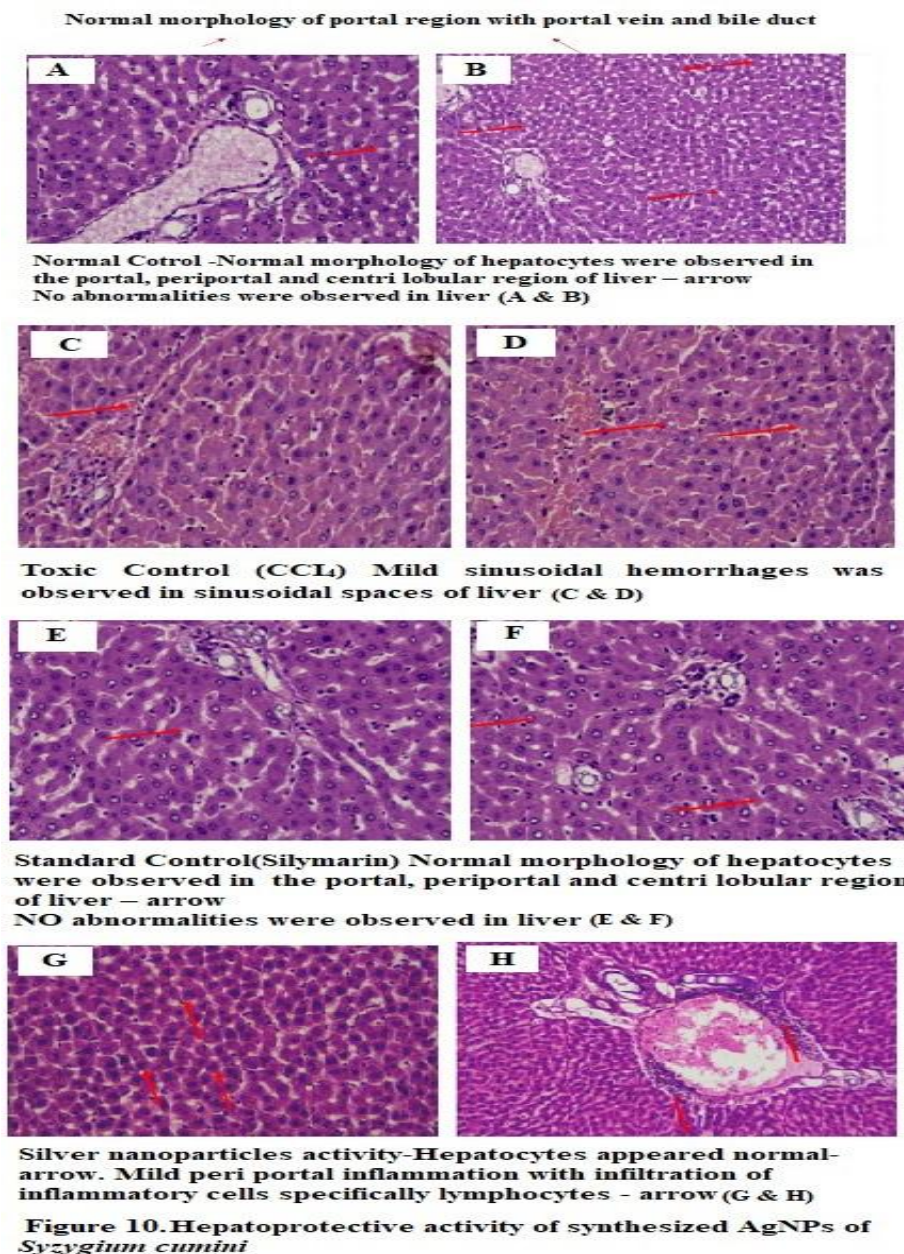 Normal morphology of portal region with portal vein and bile duct
A
B
Normal Cotrol -Normal morphology of hepatocytes were observed in
the portal, periportal and centri lobular region of liver – arrow
No abnormalities were observed in liver (A & B)
C
D
Toxic Control (CCL₄) Mild sinusoidal hemorrhages was
observed in sinusoidal spaces of liver (C & D)
E
F
Standard Control(Silymarin) Normal morphology of hepatocytes
were observed in the portal, periportal and centri lobular region
of liver – arrow
NO abnormalities were observed in liver (E & F)
G
H
Silver nanoparticles activity-Hepatocytes appeared normal-
arrow. Mild peri portal inflammation with infiltration of
inflammatory cells specifically lymphocytes - arrow (G & H)
Figure 10.Hepatoprotective activity of synthesized AgNPs of
Syzygium cumini